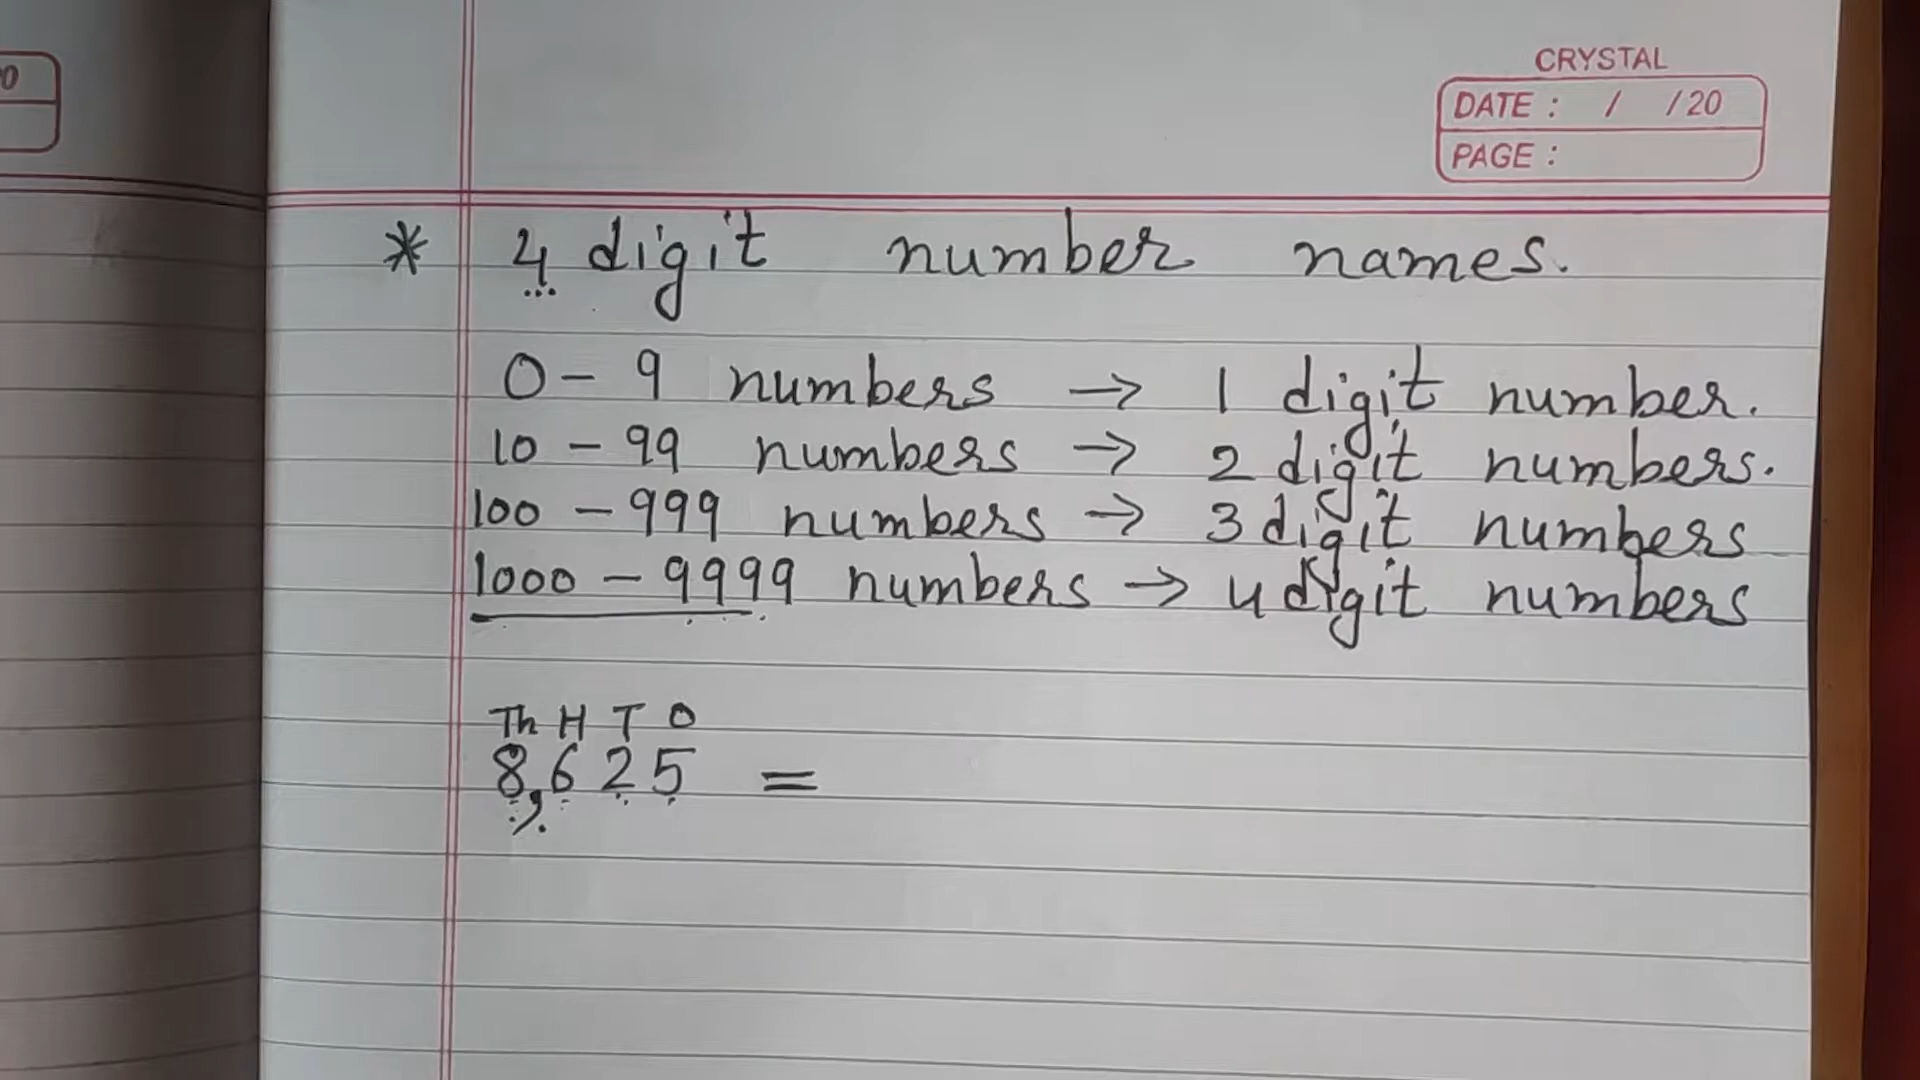 CRYSTAL
DATE : / /20
PAGE :
* 4 digit number names.
0 - 9 numbers → 1 digit number.
10 - 99 numbers → 2 digit numbers.
100 - 999 numbers → 3 digit numbers
1000 - 9999 numbers → 4 digit numbers
Th H T O
8,625 =